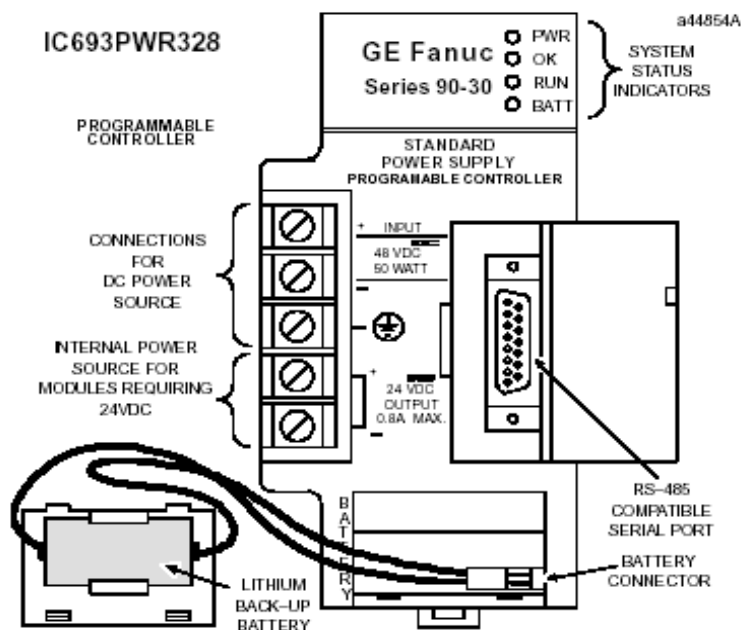 IC693PWR328
a44854A
GE Fanuc
Series 90-30
PWR
OK
RUN
BATT
SYSTEM
STATUS
INDICATORS
PROGRAMMABLE
CONTROLLER
STANDARD
POWER SUPPLY
PROGRAMABLE CONTROLLER
CONNECTIONS
FOR
DC POWER
SOURCE
+ INPUT
48 VDC
50 WATT
–
INTERNAL POWER
SOURCE FOR
MODULES REQUIRING
24VDC
+
24 VDC
OUTPUT
0.8A MAX.
–
RS–485
COMPATIBLE
SERIAL PORT
BATTERY
BATTERY
CONNECTOR
LITHIUM
BACK–UP
BATTERY